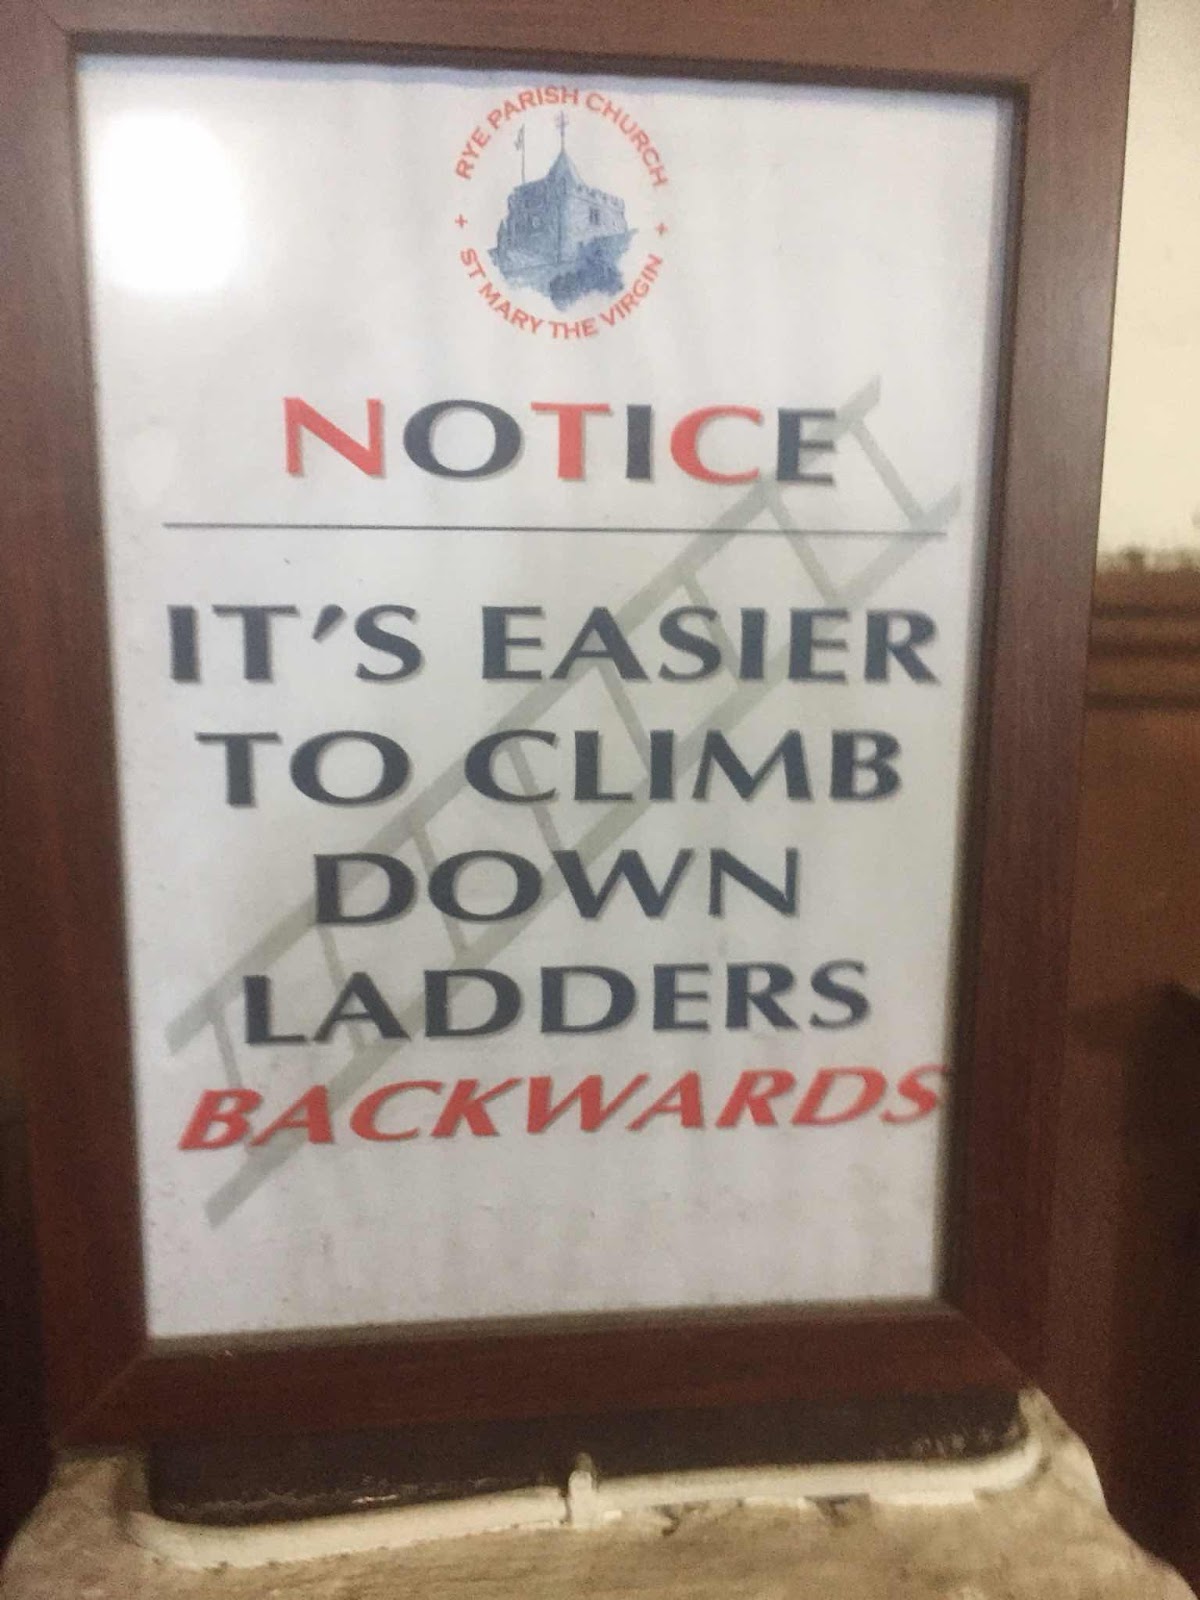 RYE PARISH CHURCH
+ +
ST MARY THE VIRGIN
NOTICE
IT'S EASIER
TO CLIMB
DOWN
LADDERS
BACKWARDS